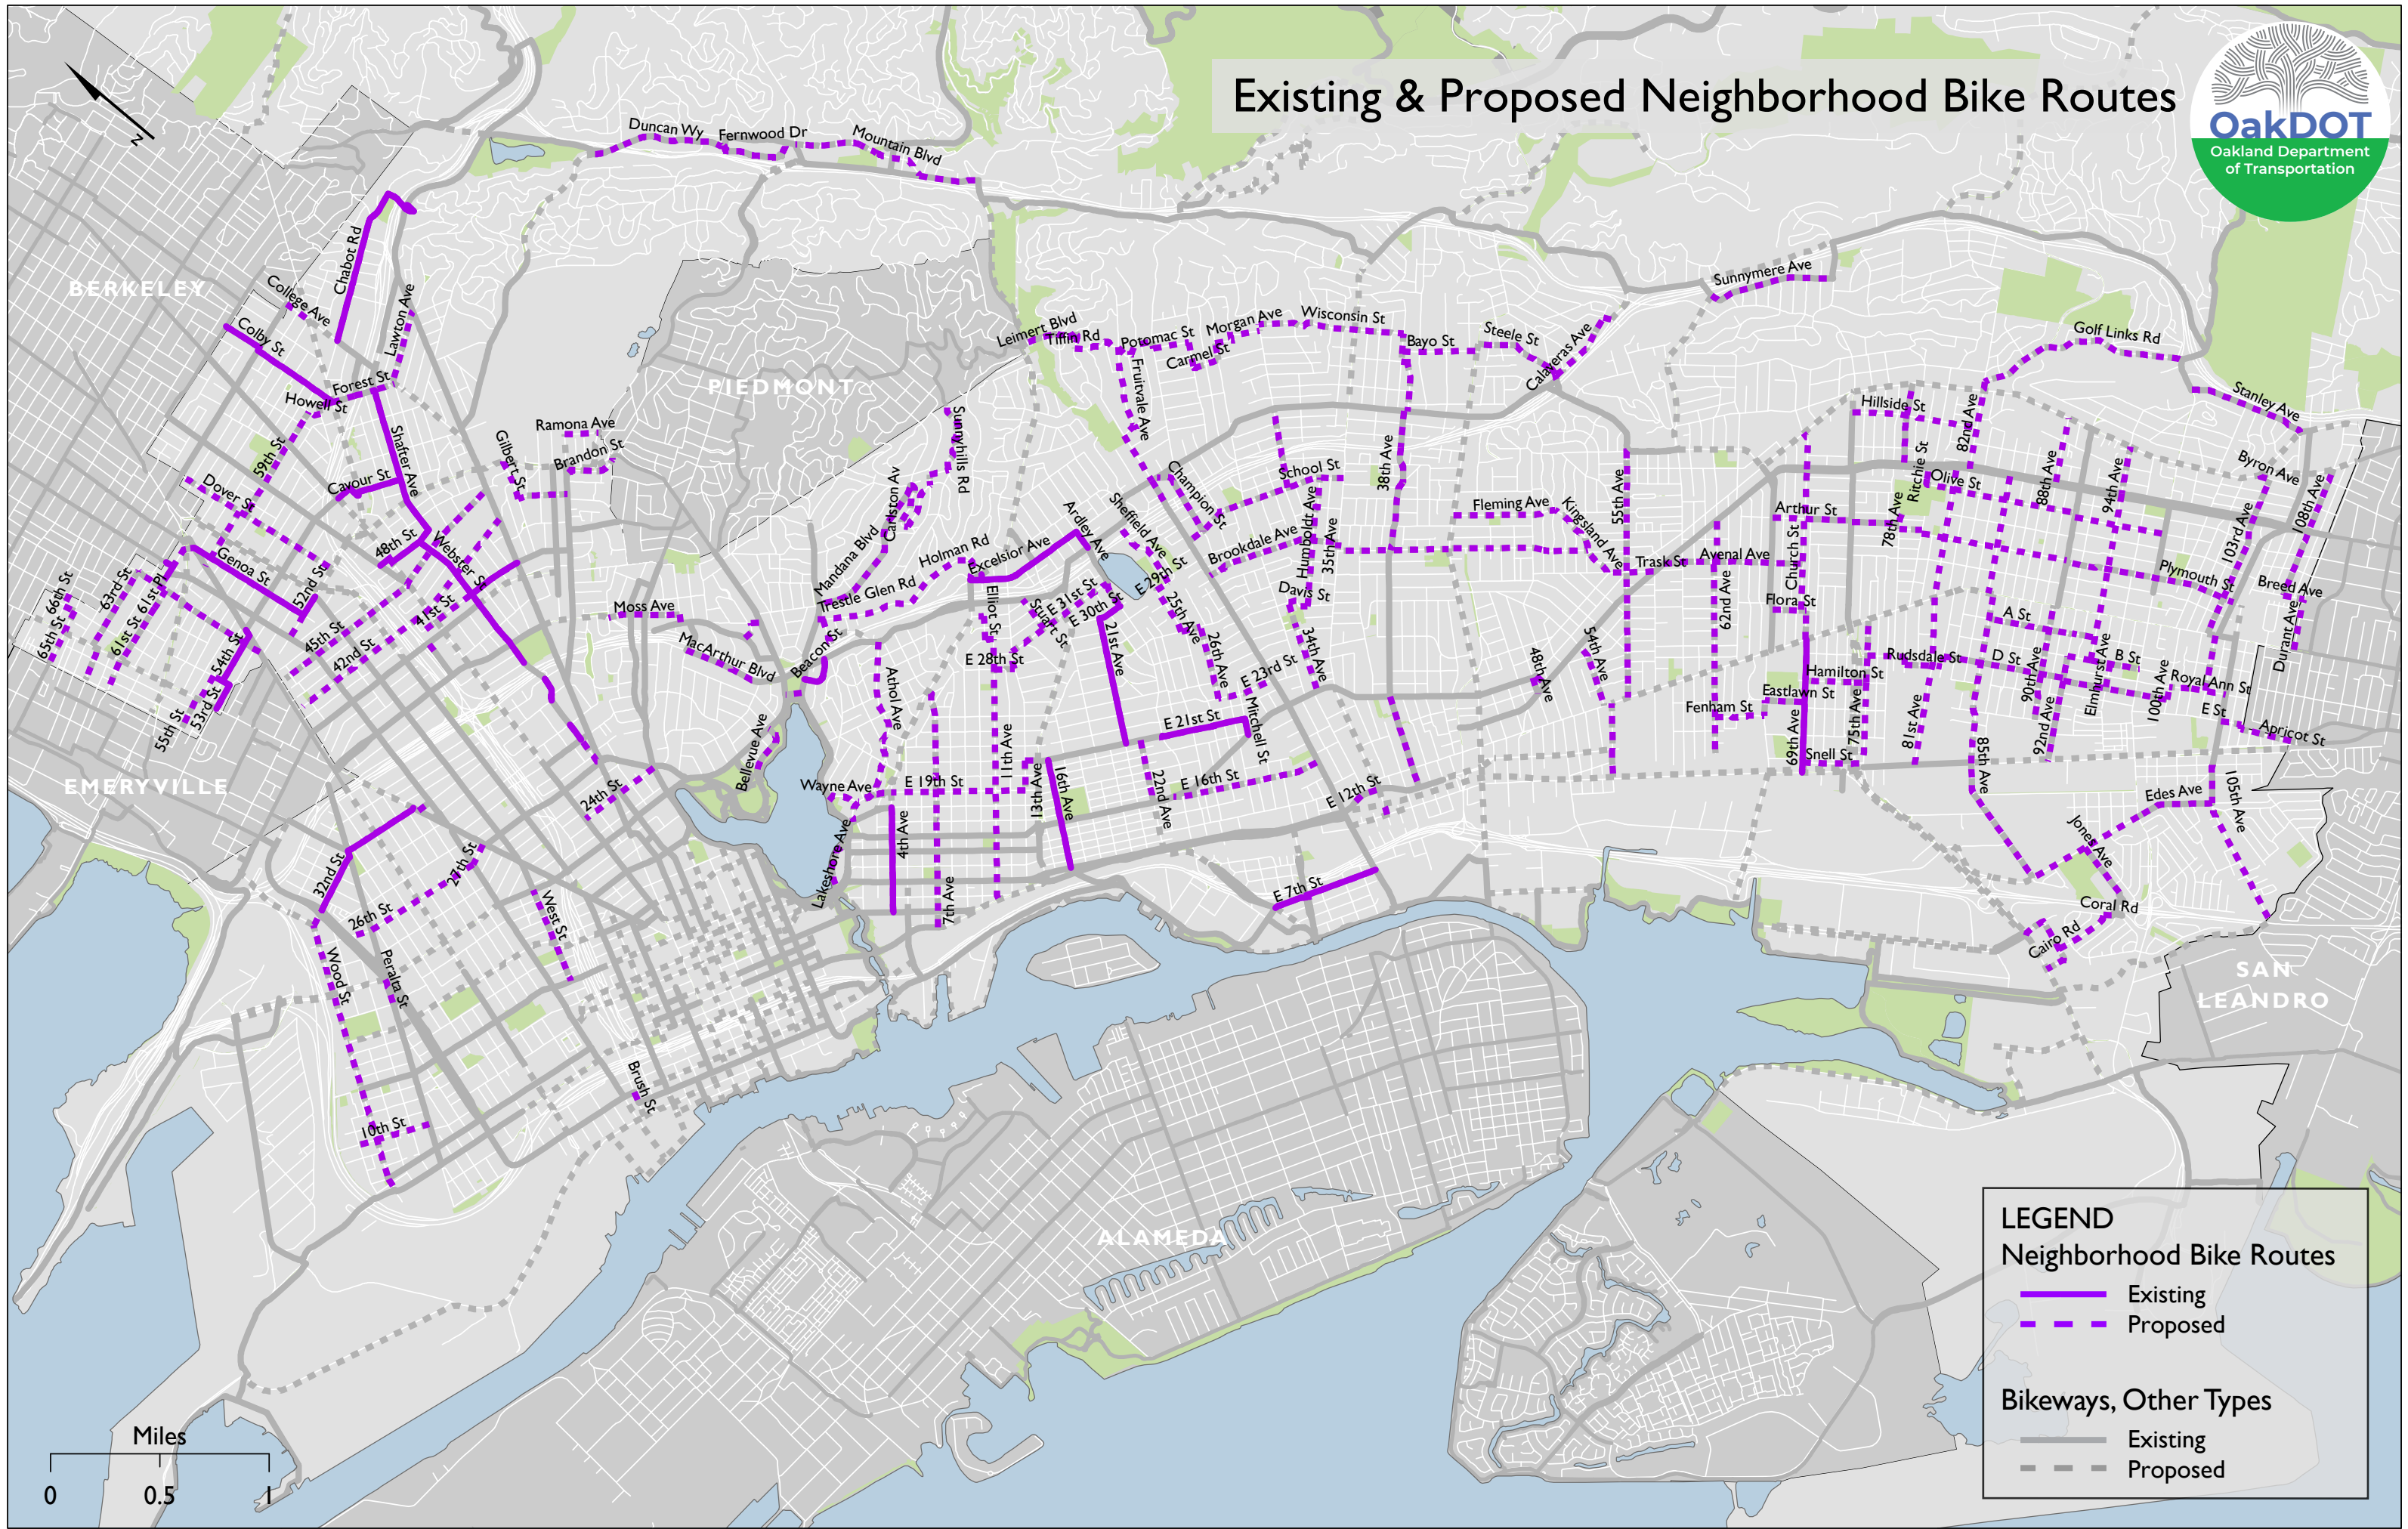 Existing & Proposed Neighborhood Bike Routes
OakDOT
Oakland Department
of Transportation
N
Duncan Wy
Fernwood Dr
Mountain Blvd
BERKELEY
Chabot Rd
College Ave
Lawton Ave
Colby St
Forest St
Howell St
Shafter Ave
59th St
Cavour St
Dover St
48th St
Webster St
Genoa St
52nd St
Gilbert St
Ramona Ave
Brandon St
PIEDMONT
66th St
65th St
63rd St
61st Pl
61st St
54th St
53rd St
55th St
45th St
42nd St
41st St
Moss Ave
MacArthur Blvd
Beacon St
Mandana Blvd
Carlston Av
Sunnyhills Rd
Trestle Glen Rd
Holman Rd
Excelsior Ave
Ardley Ave
Elliot St
Stuart St
E 31st St
E 30th St
E 29th St
E 28th St
Sheffield Ave
25th Ave
26th Ave
21st Ave
E 23rd St
E 21st St
Mitchell St
E 16th St
22nd Ave
16th Ave
13th Ave
11th Ave
E 19th St
Athol Ave
Wayne Ave
4th Ave
7th Ave
Lakeshore Ave
Bellevue Ave
EMERYVILLE
24th St
32nd St
27th St
26th St
West St
Wood St
Peralta St
Brush St
10th St
Leimert Blvd
Tiffin Rd
Potomac St
Carmel St
Morgan Ave
Wisconsin St
Fruitvale Ave
Bayo St
Steele St
Calaveras Ave
Sunnymere Ave
Champion St
School St
Brookdale Ave
Humboldt Ave
35th Ave
38th Ave
Davis St
34th Ave
Fleming Ave
Kingsland Ave
55th Ave
Trask St
Avenal Ave
54th Ave
48th Ave
62nd Ave
Fenham St
E 12th St
E 7th St
Golf Links Rd
Stanley Ave
Hillside St
82nd Ave
Ritchie St
Olive St
Arthur St
78th Ave
88th Ave
94th Ave
Byron Ave
103rd Ave
108th Ave
Church St
Flora St
Plymouth St
Breed Ave
Durant Ave
A St
B St
D St
E St
Rudsdale St
Hamilton St
Eastlawn St
69th Ave
75th Ave
Snell St
81st Ave
85th Ave
90th Ave
92nd Ave
Elmhurst Ave
100th Ave
Royal Ann St
Apricot St
105th Ave
Edes Ave
Jones Ave
Coral Rd
Cairo Rd
SAN
LEANDRO
ALAMEDA
LEGEND
Neighborhood Bike Routes
Existing
Proposed
Bikeways, Other Types
Existing
Proposed
Miles
0 0.5 1